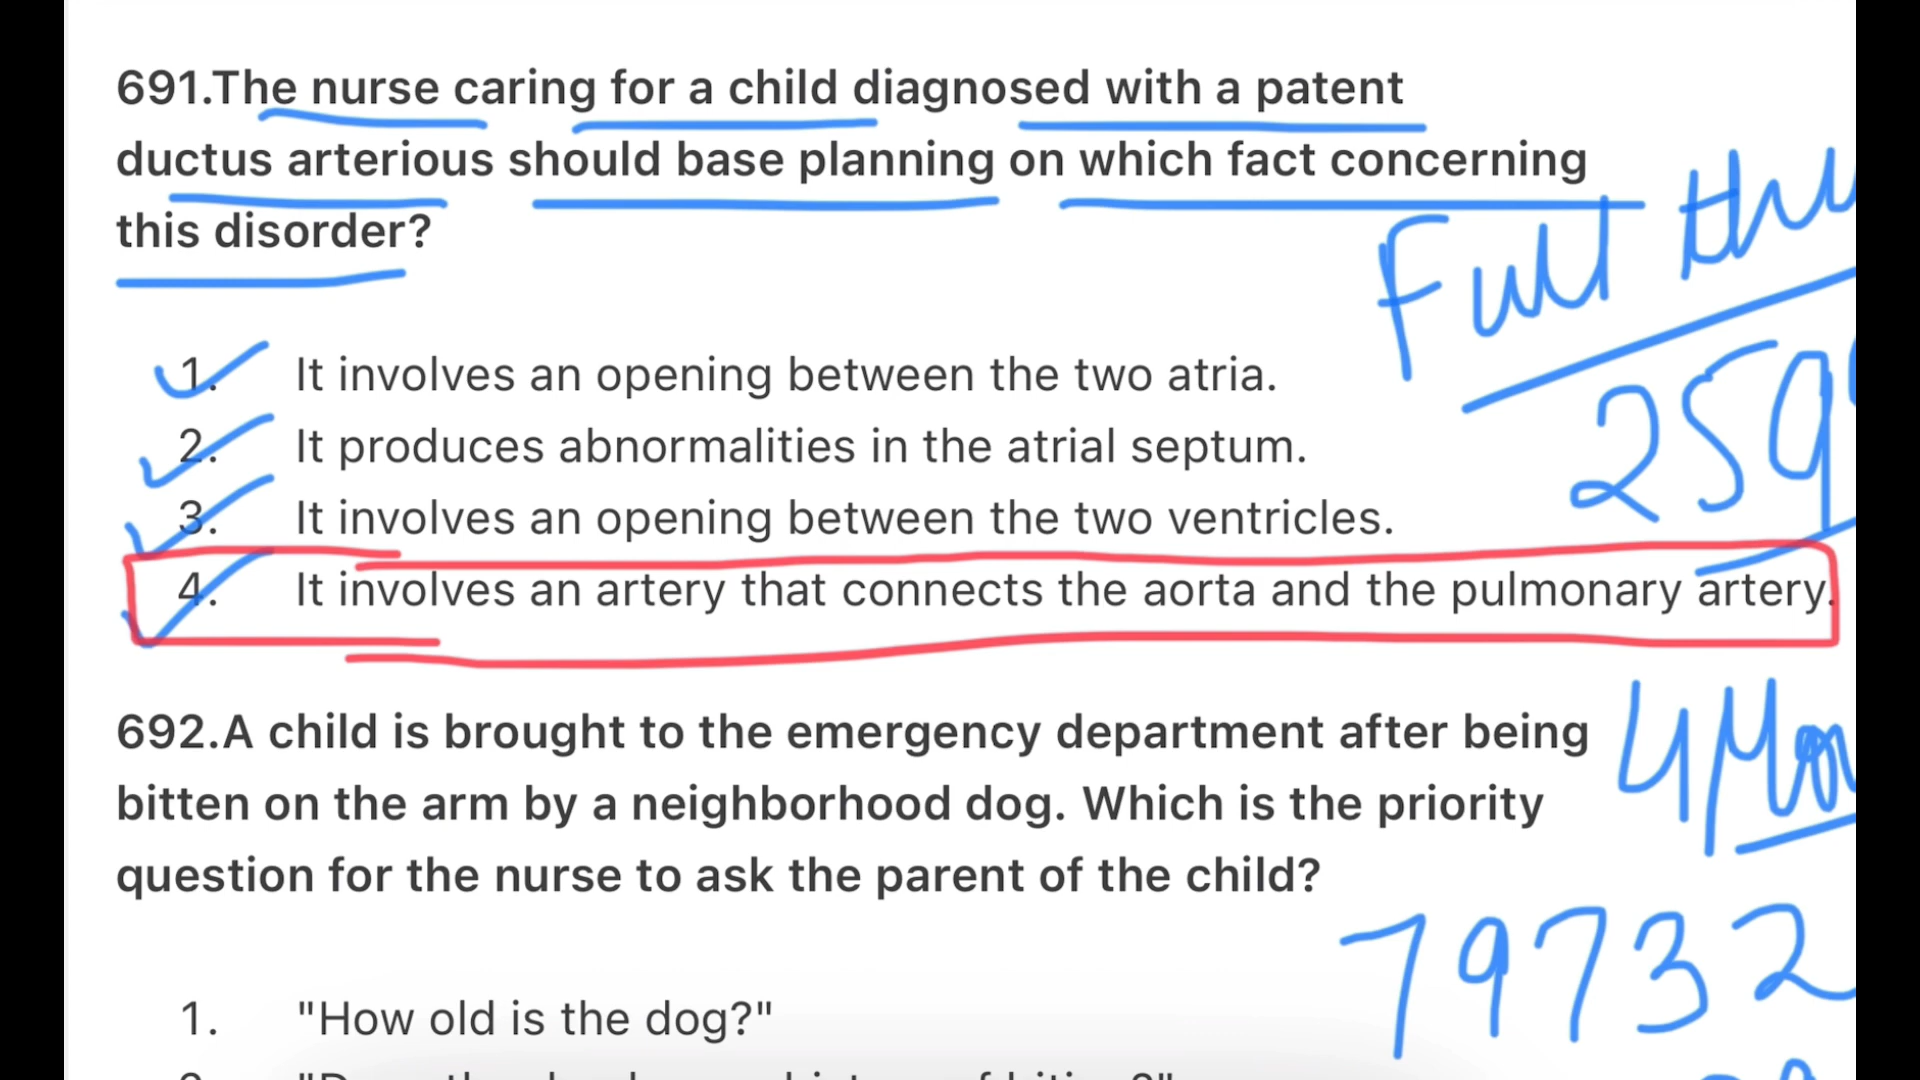 691.The nurse caring for a child diagnosed with a patent
ductus arterious should base planning on which fact concerning
this disorder?
Full
259
1. It involves an opening between the two atria.
2. It produces abnormalities in the atrial septum.
3. It involves an opening between the two ventricles.
4. It involves an artery that connects the aorta and the pulmonary artery.
692.A child is brought to the emergency department after being
bitten on the arm by a neighborhood dog. Which is the priority
question for the nurse to ask the parent of the child?
4 Mon
79732
1. "How old is the dog?"